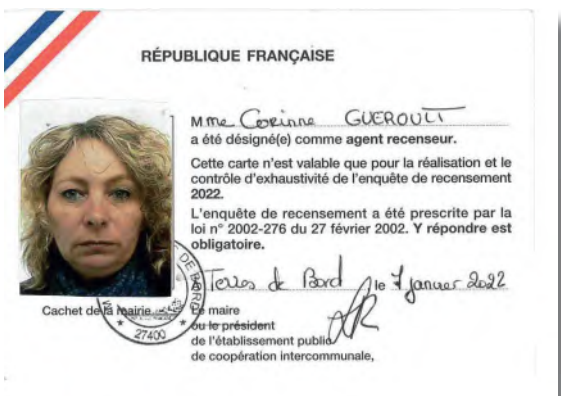 RÉPUBLIQUE FRANÇAISE
Mme Corinne GUEROULT
a été désigné(e) comme agent recenseur.
Cette carte n'est valable que pour la réalisation et le
contrôle d'exhaustivité de l'enquête de recensement
2022.
L'enquête de recensement a été prescrite par la
loi n° 2002-276 du 27 février 2002. Y répondre est
obligatoire.
A Terres de Bord, le 7 janvier 2022
Cachet de la mairie
Le maire
ou le président
de l'établissement public
de coopération intercommunale,
DE BORD
27400